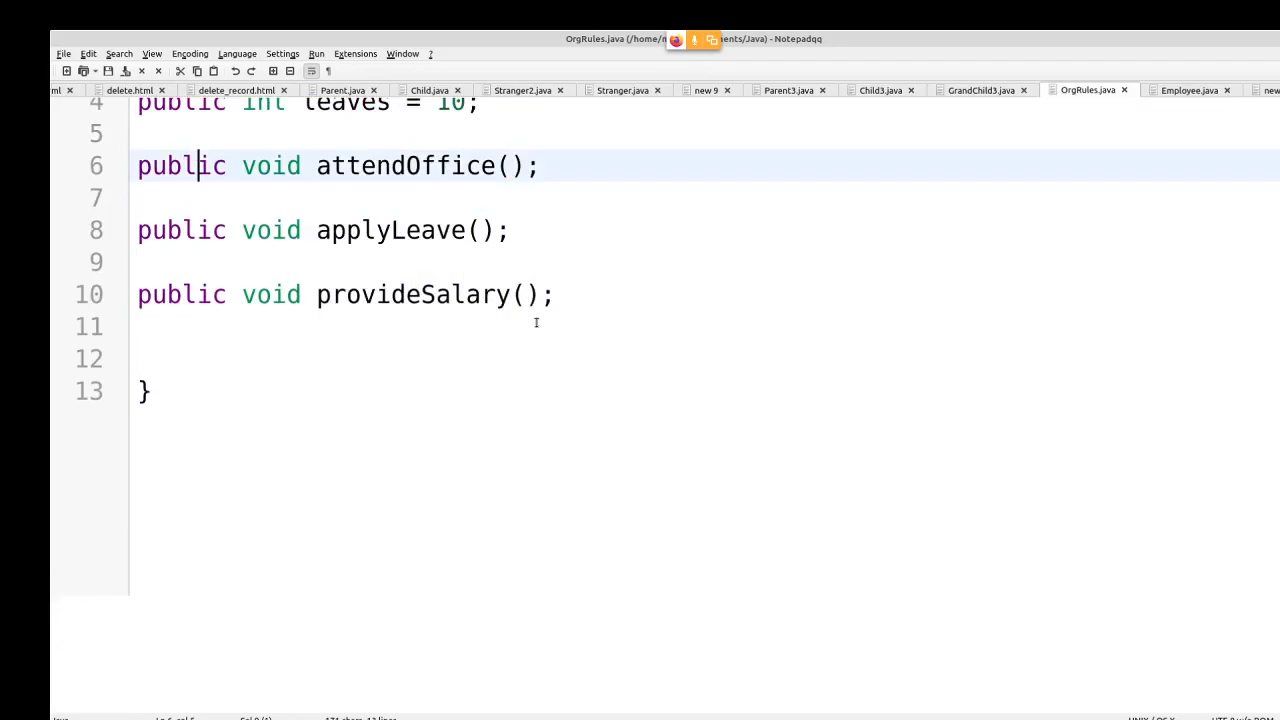 OrgRules.java (/home/ ents/Java) - Notepadqq
File Edit Search View Encoding Language Settings Run Extensions Window ?
ml delete.html delete_record.html Parent.java Child.java Stranger2.java Stranger.java new 9 Parent3.java Child3.java GrandChild3.java OrgRules.java Employee.java new
4 public int leaves = 10;
5
6 public void attendOffice();
7
8 public void applyLeave();
9
10 public void provideSalary();
11
12
13 }